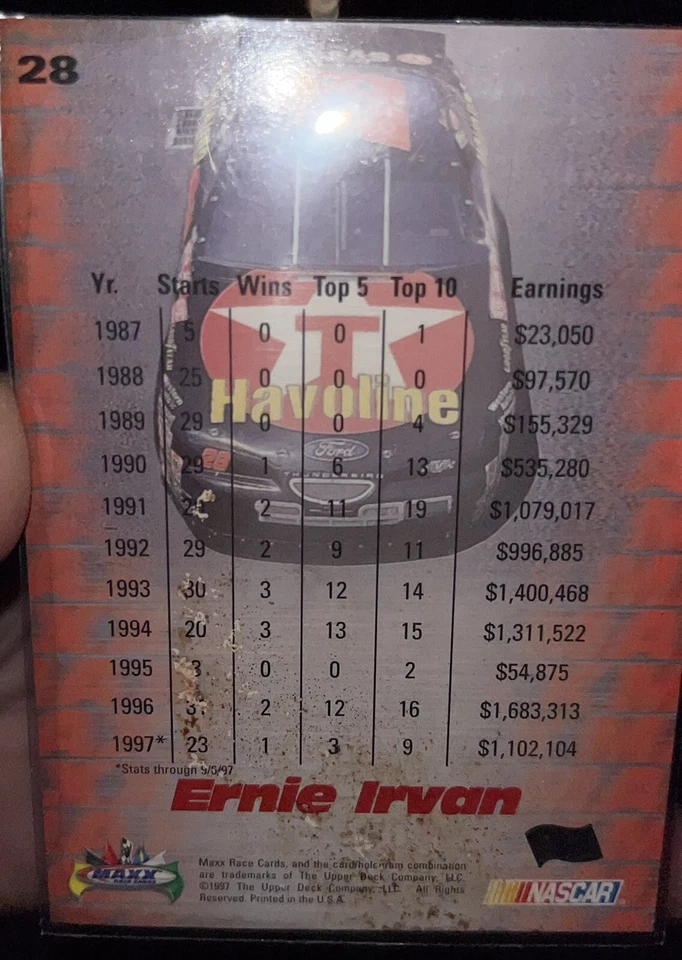 28
Yr. Starts Wins Top 5 Top 10 Earnings
1987 5 0 0 1 $23,050
1988 25 0 0 0 $97,570
1989 29 0 0 4 $155,329
1990 29 1 6 13 $535,280
1991 2 11 19 $1,079,017
1992 29 2 9 11 $996,885
1993 30 3 12 14 $1,400,468
1994 20 3 13 15 $1,311,522
1995 3 0 0 2 $54,875
1996 31 2 12 16 $1,683,313
1997* 23 1 3 9 $1,102,104
*Stats through 9/5/97
T
Havoline
Ford
THUNDERBIRD
28
Ernie Irvan
MAXX
RACE CARDS
Maxx Race Cards, and the card/hologram combination
are trademarks of The Upper Deck Company, LLC.
©1997 The Upper Deck Company, LLC. All Rights
Reserved. Printed in the U.S.A.
NASCAR